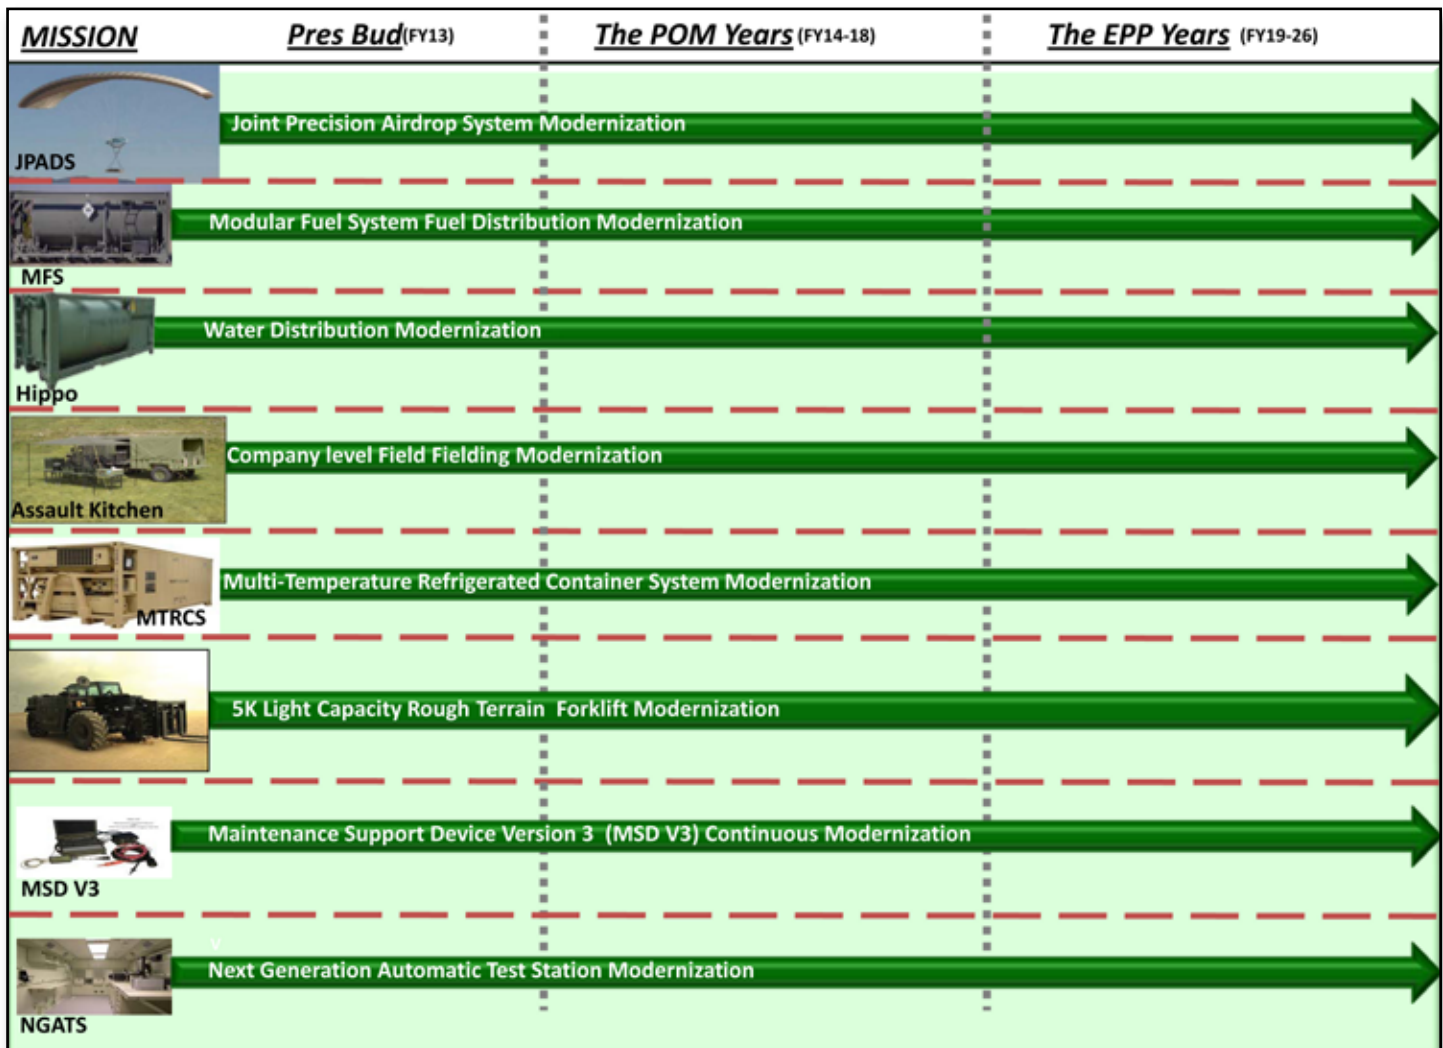 MISSION Pres Bud(FY13) The POM Years (FY14-18) The EPP Years (FY19-26)
Joint Precision Airdrop System Modernization
JPADS
Modular Fuel System Fuel Distribution Modernization
MFS
Water Distribution Modernization
Hippo
Company level Field Fielding Modernization
Assault Kitchen
Multi-Temperature Refrigerated Container System Modernization
MTRCS
5K Light Capacity Rough Terrain Forklift Modernization
Maintenance Support Device Version 3 (MSD V3) Continuous Modernization
MSD V3
V
Next Generation Automatic Test Station Modernization
NGATS